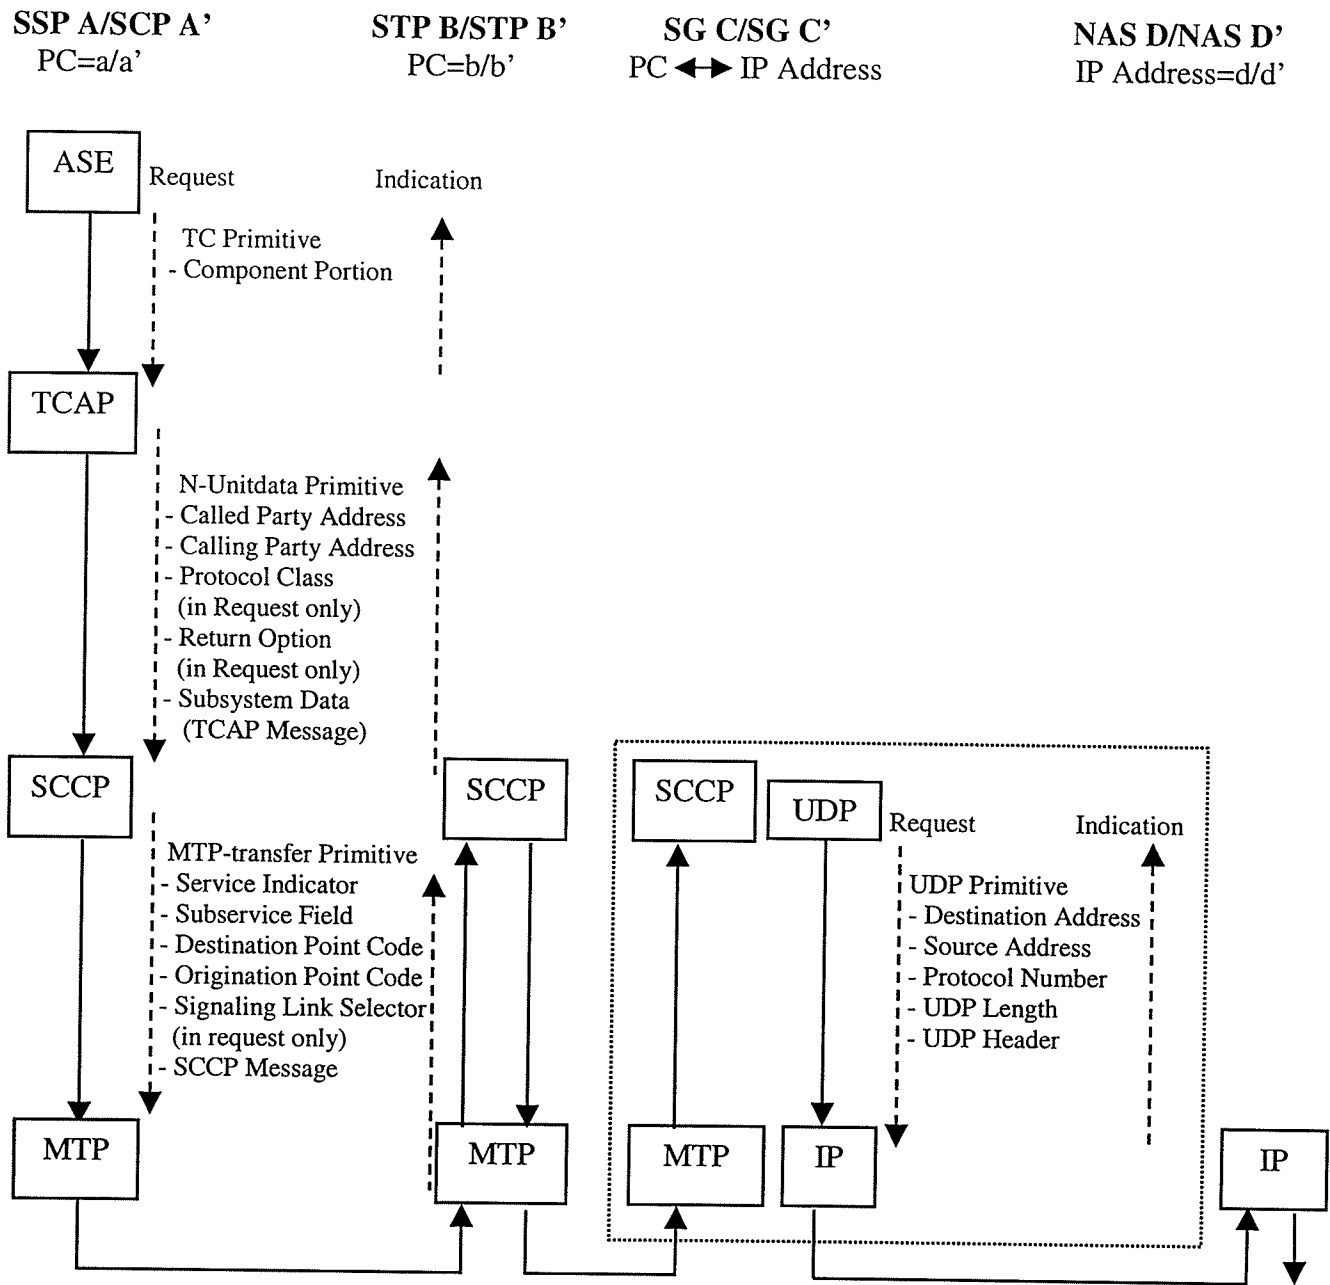 SSP A/SCP A’
PC=a/a’
STP B/STP B’
PC=b/b’
SG C/SG C’
PC IP Address
NAS D/NAS D’
IP Address=d/d’
ASE
Request
Indication
TC Primitive
- Component Portion
TCAP
N-Unitdata Primitive
- Called Party Address
- Calling Party Address
- Protocol Class
(in Request only)
- Return Option
(in Request only)
- Subsystem Data
(TCAP Message)
SCCP
SCCP
SCCP
UDP
Request
Indication
MTP-transfer Primitive
- Service Indicator
- Subservice Field
- Destination Point Code
- Origination Point Code
- Signaling Link Selector
(in request only)
- SCCP Message
UDP Primitive
- Destination Address
- Source Address
- Protocol Number
- UDP Length
- UDP Header
MTP
MTP
MTP
IP
IP